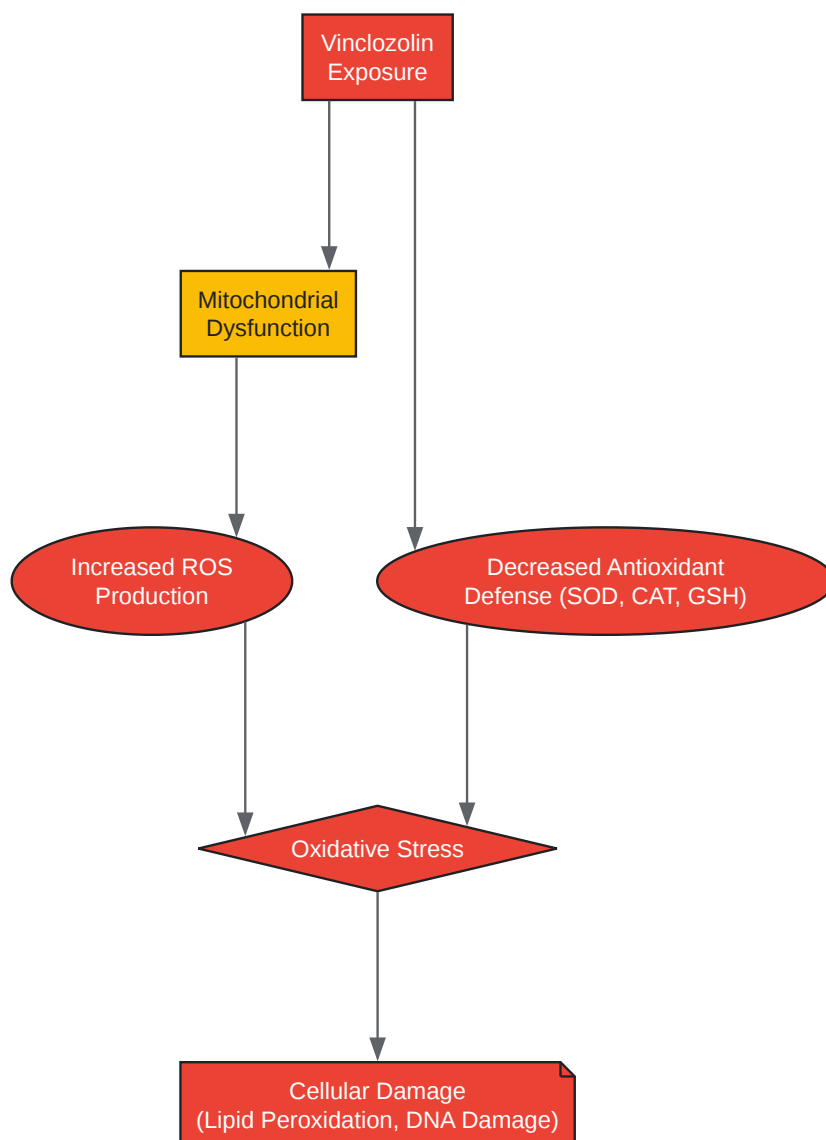 Vinclozolin
Exposure
Mitochondrial
Dysfunction
Increased ROS
Production
Decreased Antioxidant
Defense (SOD, CAT, GSH)
Oxidative Stress
Cellular Damage
(Lipid Peroxidation, DNA Damage)